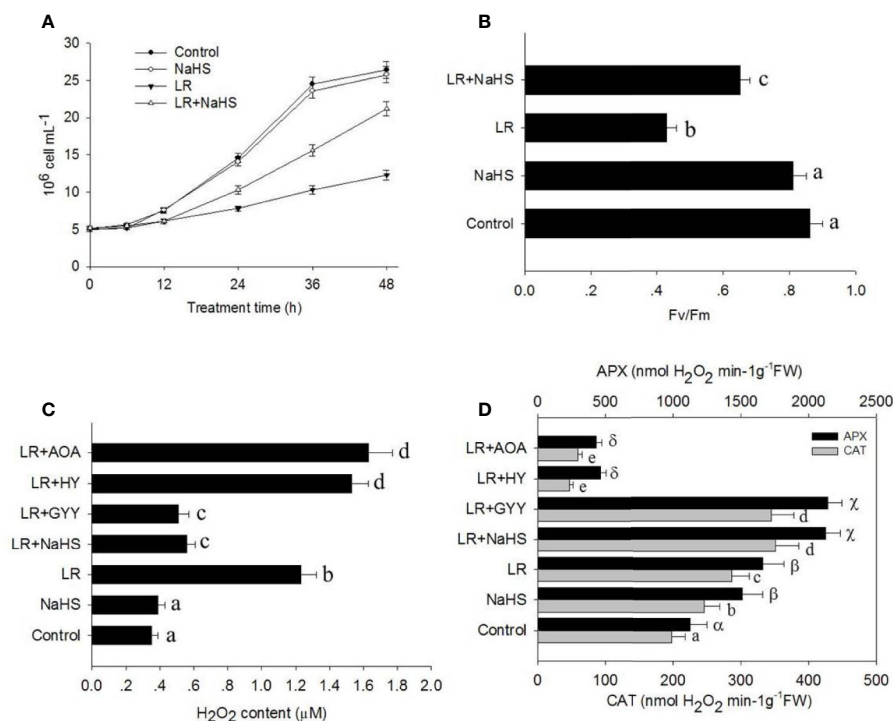 A
30
25
20
15
10
5
0
10⁶ cell mL⁻¹
Control
NaHS
LR
LR+NaHS
0 6 12 24 36 48
Treatment time (h)
B
LR+NaHS c
LR b
NaHS a
Control a
0.0 .2 .4 .6 .8 1.0
Fv/Fm
C
LR+AOA d
LR+HY d
LR+GYY c
LR+NaHS c
LR b
NaHS a
Control a
0.0 .2 .4 .6 .8 1.0 1.2 1.4 1.6 1.8 2.0
H₂O₂ content (µM)
APX (nmol H₂O₂ min-1g⁻¹FW)
0 500 1000 1500 2000 2500
D
APX
CAT
LR+AOA δ
e
LR+HY δ
e
LR+GYY χ
d
LR+NaHS χ
d
LR β
c
NaHS β
b
Control α
a
0 100 200 300 400 500
CAT (nmol H₂O₂ min-1g⁻¹FW)